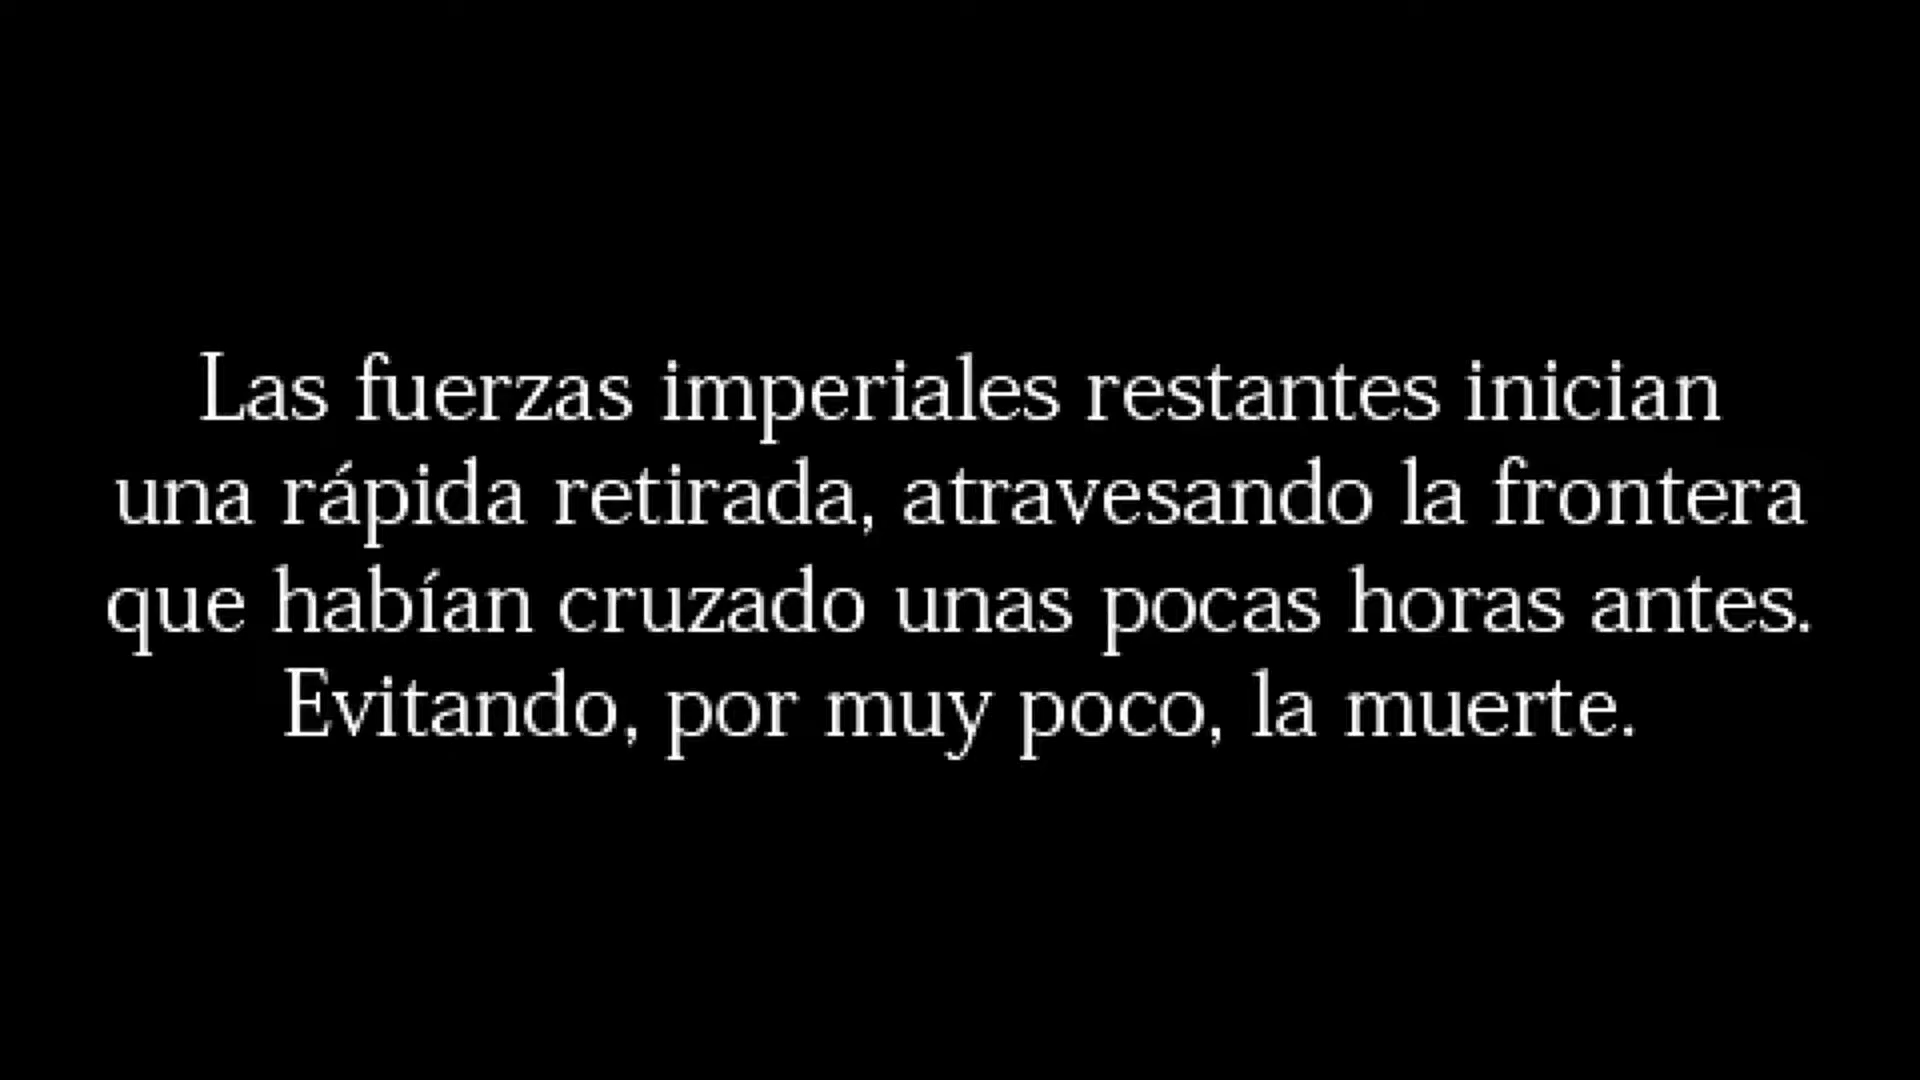 Las fuerzas imperiales restantes inician
una rápida retirada, atravesando la frontera
que habían cruzado unas pocas horas antes.
Evitando, por muy poco, la muerte.